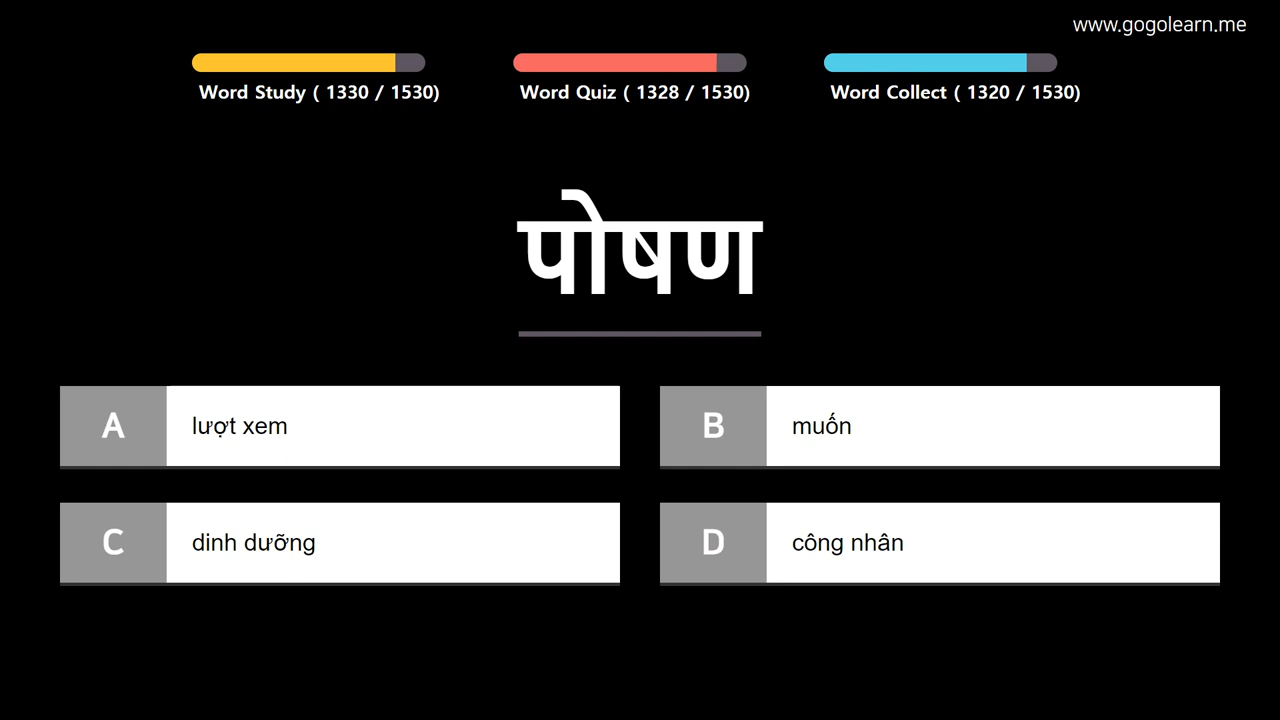 www.gogolearn.me
Word Study ( 1330 / 1530)
Word Quiz ( 1328 / 1530)
Word Collect ( 1320 / 1530)
पोषण
A
lượt xem
B
muốn
C
dinh dưỡng
D
công nhân